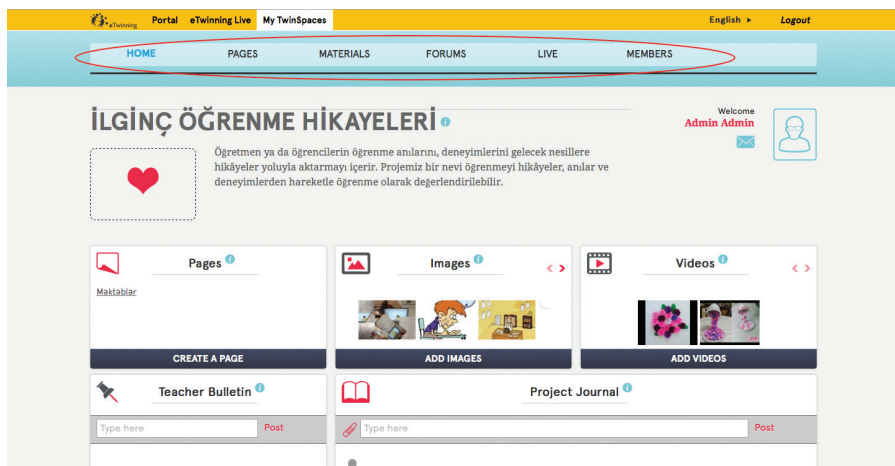 eTwinning Portal eTwinning Live My TwinSpaces English Logout
HOME PAGES MATERIALS FORUMS LIVE MEMBERS
İLGİNÇ ÖĞRENME HİKAYELERİ
Welcome
Admin Admin
Öğretmen ya da öğrencilerin öğrenme anılarını, deneyimlerini gelecek nesillere
hikâyeler yoluyla aktarmayı içerir. Projemiz bir nevi öğrenmeyi hikâyeler, anılar ve
deneyimlerden hareketle öğrenme olarak değerlendirilebilir.
Pages
Məktəblər
CREATE A PAGE
Images
ADD IMAGES
Videos
ADD VIDEOS
Teacher Bulletin
Type here Post
Project Journal
Type here Post